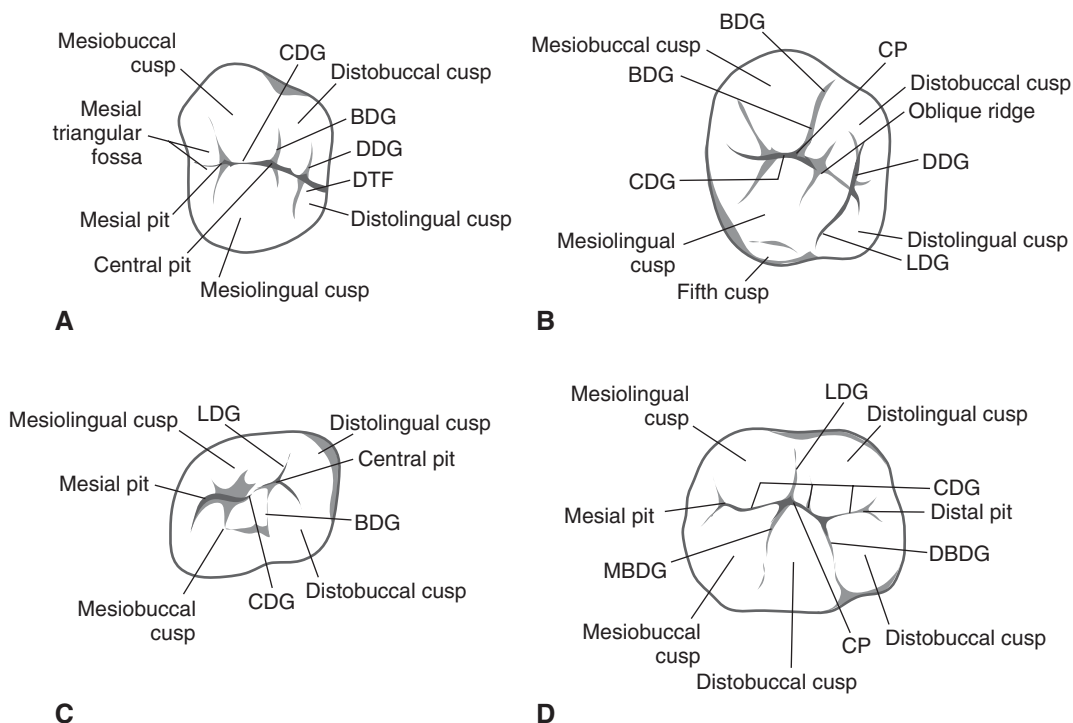 Mesiobuccal
cusp
CDG
Distobuccal cusp
Mesial
triangular
fossa
BDG
DDG
DTF
Mesial pit
Distolingual cusp
Central pit
Mesiolingual cusp
A
BDG
Mesiobuccal cusp
CP
BDG
Distobuccal cusp
Oblique ridge
DDG
CDG
Mesiolingual
cusp
Distolingual cusp
LDG
Fifth cusp
B
Mesiolingual cusp
LDG
Distolingual cusp
Central pit
Mesial pit
BDG
Mesiobuccal
cusp
CDG
Distobuccal cusp
C
Mesiolingual
cusp
LDG
Distolingual cusp
CDG
Mesial pit
Distal pit
MBDG
DBDG
Mesiobuccal
cusp
CP
Distobuccal cusp
Distobuccal cusp
D